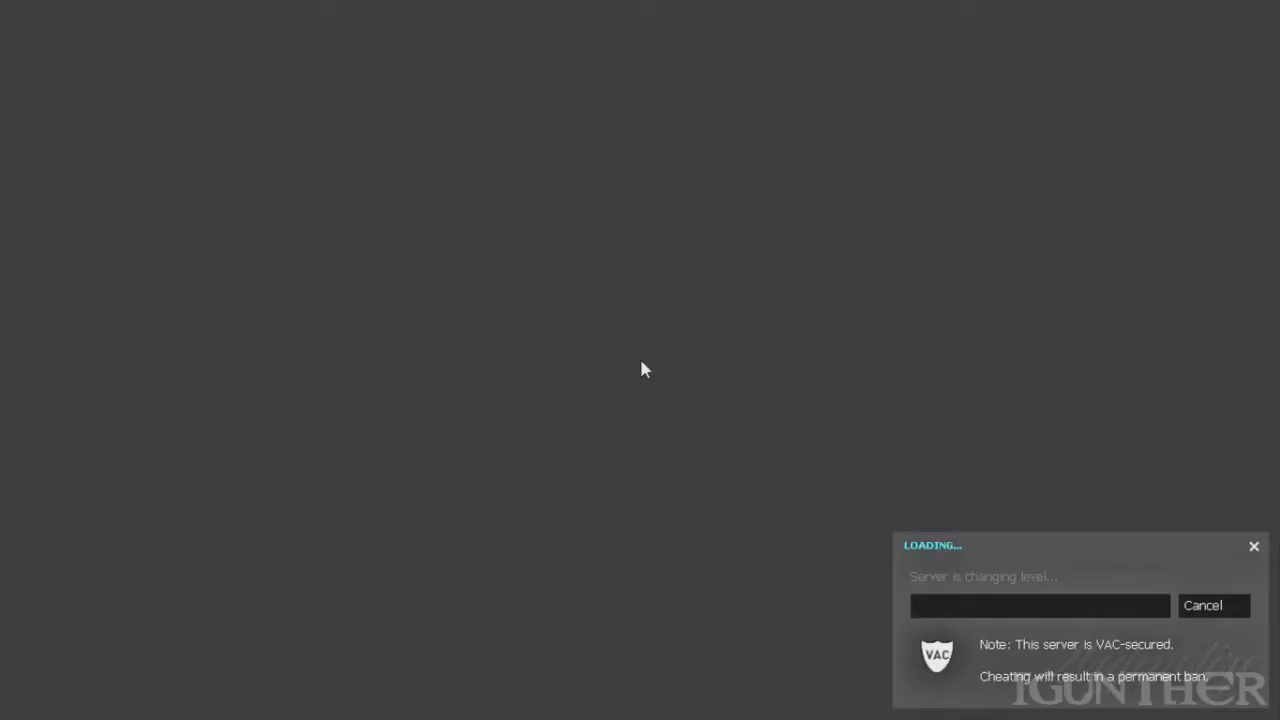 LOADING...
Server is changing level...
Cancel
VAC
Note: This server is VAC-secured.
Cheating will result in a permanent ban.
IGUNTHER